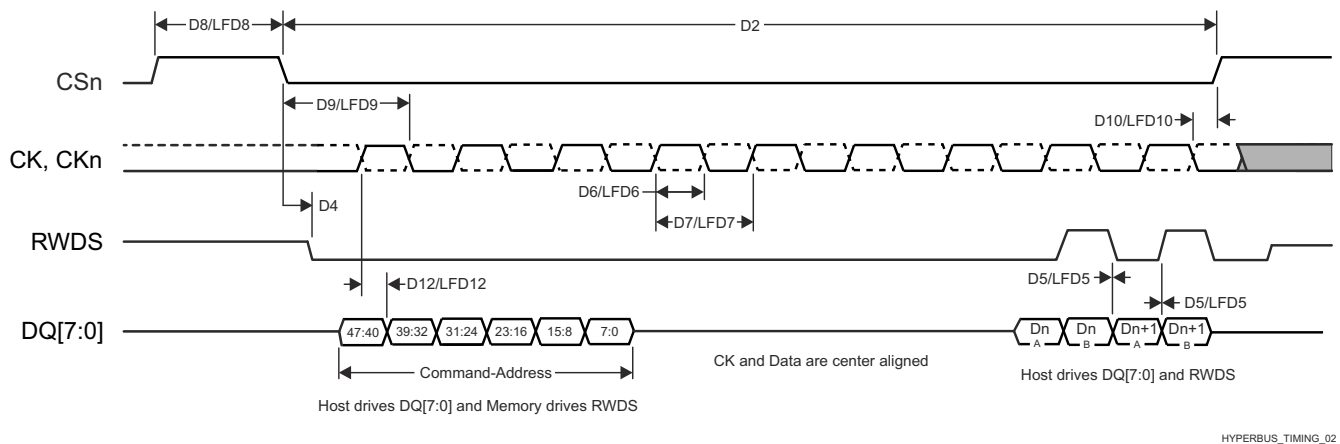 D8/LFD8
D2
CSn
D9/LFD9
D10/LFD10
CK, CKn
D6/LFD6
D4
D7/LFD7
RWDS
D12/LFD12
D5/LFD5
D5/LFD5
DQ[7:0]
47:40 39:32 31:24 23:16 15:8 7:0
Dn A Dn B Dn+1 A Dn+1 B
CK and Data are center aligned
Command-Address
Host drives DQ[7:0] and RWDS
Host drives DQ[7:0] and Memory drives RWDS
HYPERBUS_TIMING_02